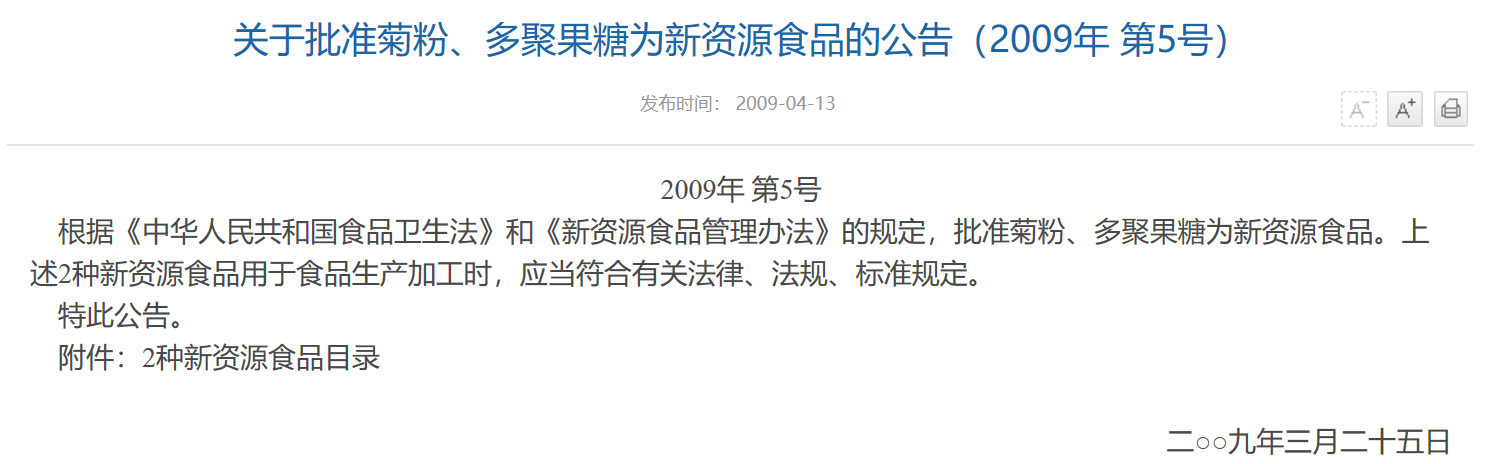 关于批准菊粉、多聚果糖为新资源食品的公告（2009年 第5号）
发布时间： 2009-04-13
A− A+
2009年 第5号
根据《中华人民共和国食品卫生法》和《新资源食品管理办法》的规定，批准菊粉、多聚果糖为新资源食品。上
述2种新资源食品用于食品生产加工时，应当符合有关法律、法规、标准规定。
特此公告。
附件：2种新资源食品目录
二○○九年三月二十五日